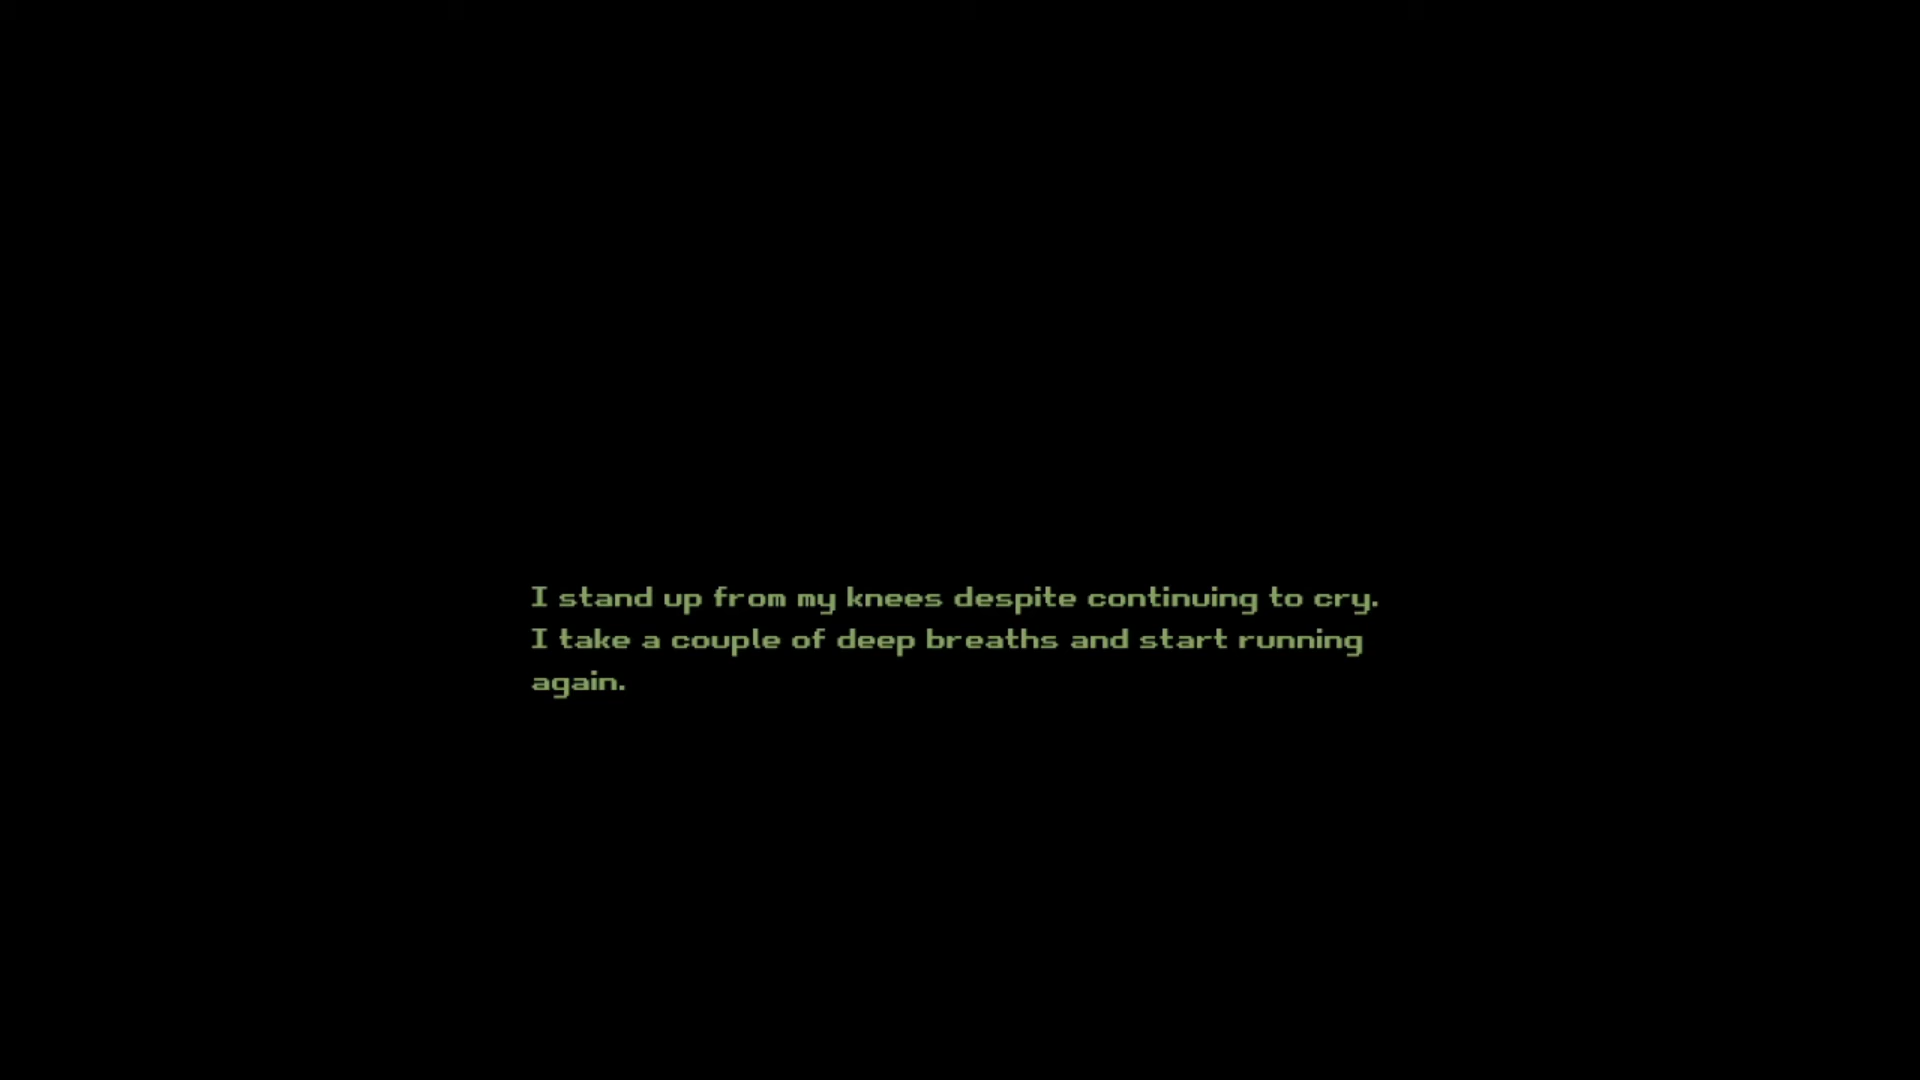 I stand up from my knees despite continuing to cry.
I take a couple of deep breaths and start running
again.